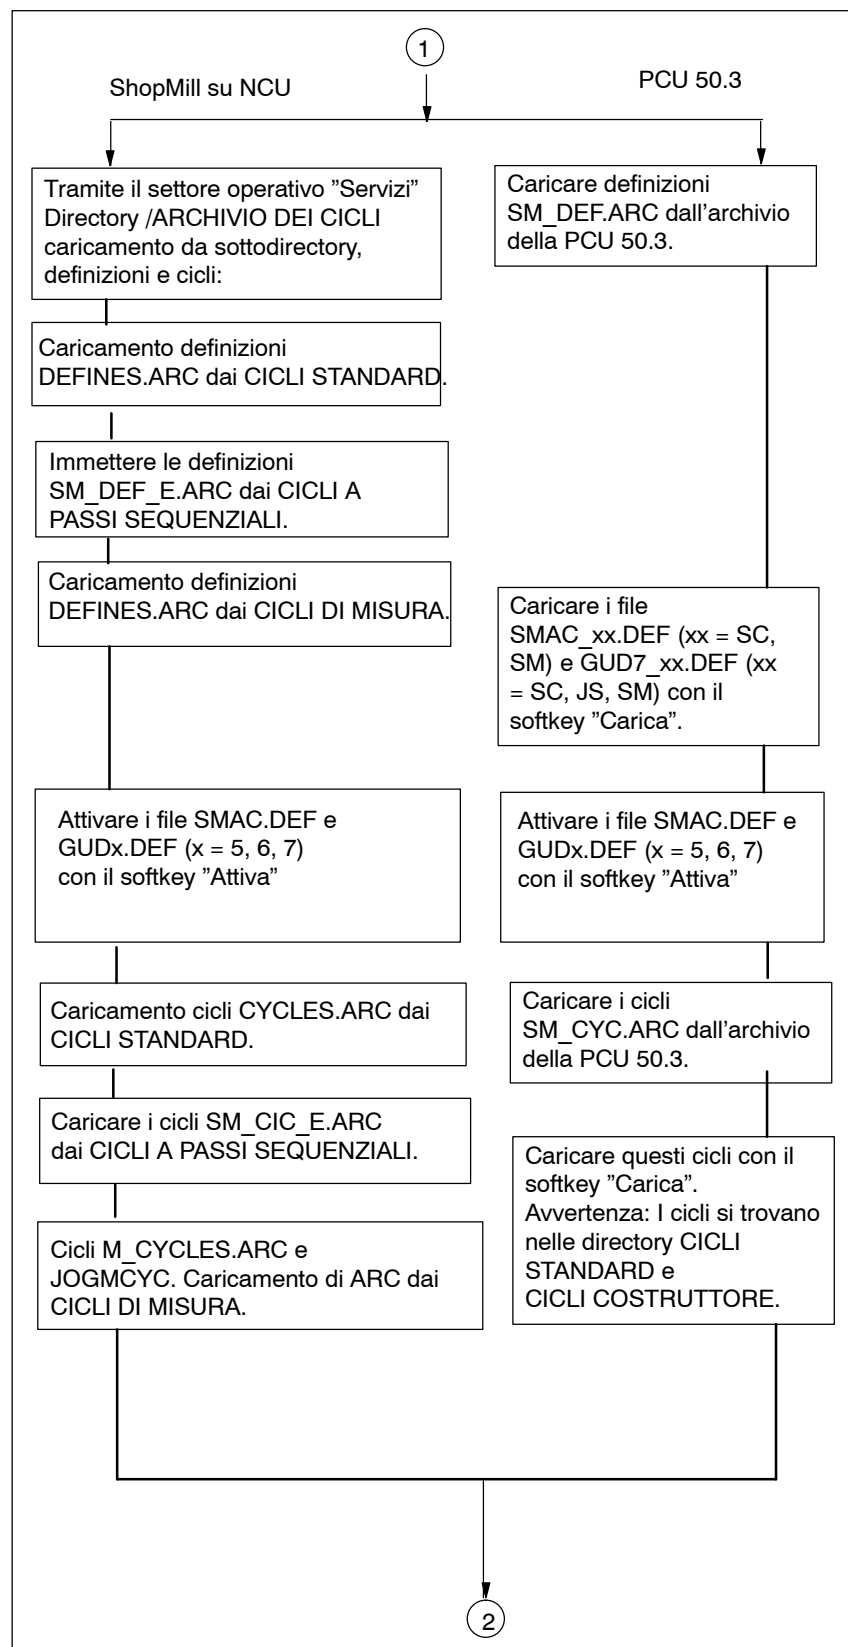 1
ShopMill su NCU
PCU 50.3
Tramite il settore operativo ”Servizi”
Directory /ARCHIVIO DEI CICLI
caricamento da sottodirectory,
definizioni e cicli:
Caricamento definizioni
DEFINES.ARC dai CICLI STANDARD.
Immettere le definizioni
SM_DEF_E.ARC dai CICLI A
PASSI SEQUENZIALI.
Caricamento definizioni
DEFINES.ARC dai CICLI DI MISURA.
Attivare i file SMAC.DEF e
GUDx.DEF (x = 5, 6, 7)
con il softkey ”Attiva”
Caricamento cicli CYCLES.ARC dai
CICLI STANDARD.
Caricare i cicli SM_CIC_E.ARC
dai CICLI A PASSI SEQUENZIALI.
Cicli M_CYCLES.ARC e
JOGMCYC. Caricamento di ARC dai
CICLI DI MISURA.
Caricare definizioni
SM_DEF.ARC dall’archivio
della PCU 50.3.
Caricare i file
SMAC_xx.DEF (xx = SC,
SM) e GUD7_xx.DEF (xx
= SC, JS, SM) con il
softkey ”Carica”.
Attivare i file SMAC.DEF e
GUDx.DEF (x = 5, 6, 7)
con il softkey ”Attiva”
Caricare i cicli
SM_CYC.ARC dall’archivio
della PCU 50.3.
Caricare questi cicli con il
softkey ”Carica”.
Avvertenza: I cicli si trovano
nelle directory CICLI
STANDARD e
CICLI COSTRUTTORE.
2